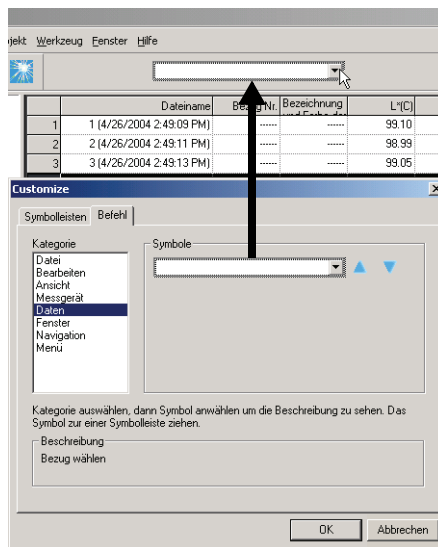 jekt Werkzeug Fenster Hilfe
Dateiname Bezug Nr. Bezeichnung L*(C)
1 1 (4/26/2004 2:49:09 PM) ------ ------ 99.10
2 2 (4/26/2004 2:49:11 PM) ------ ------ 98.99
3 3 (4/26/2004 2:49:13 PM) ------ ------ 99.05
Customize
Symbolleisten Befehl
Kategorie
Datei
Bearbeiten
Ansicht
Messgerät
Daten
Fenster
Navigation
Menü
Symbole
Kategorie auswählen, dann Symbol anwählen um die Beschreibung zu sehen. Das
Symbol zur einer Symbolleiste ziehen.
Beschreibung
Bezug wählen
OK Abbrechen